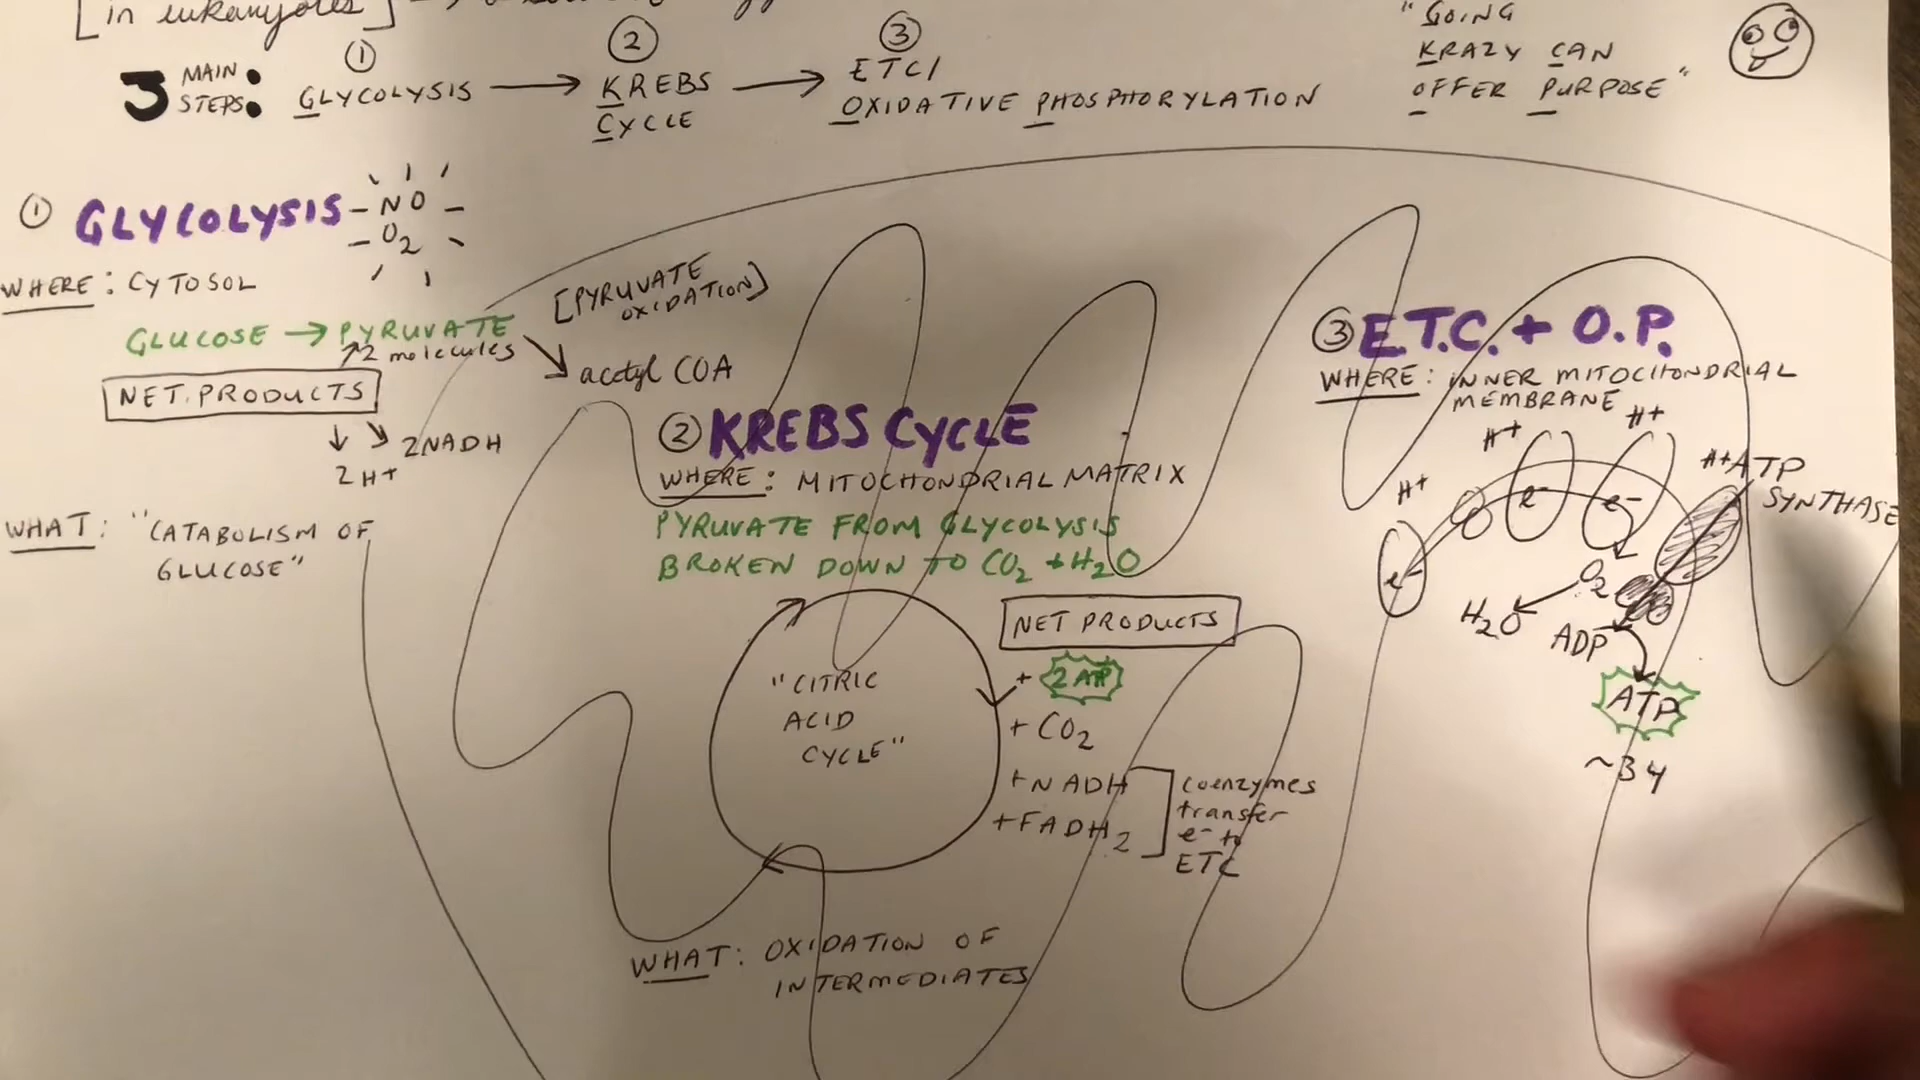 [in eukaryotes] →
3 MAIN STEPS:
① GLYCOLYSIS → ② KREBS CYCLE → ③ ETC/ OXIDATIVE PHOSPHORYLATION
"GOING
KRAZY CAN
OFFER PURPOSE"
① GLYCOLYSIS
NO
O2
WHERE: CYTOSOL
GLUCOSE → PYRUVATE
2 molecules
NET PRODUCTS
2H+
2NADH
WHAT: "CATABOLISM OF
GLUCOSE"
[PYRUVATE
OXIDATION]
acetyl COA
② KREBS CYCLE
WHERE: MITOCHONDRIAL MATRIX
PYRUVATE FROM GLYCOLYSIS
BROKEN DOWN TO CO2 + H2O
"CITRIC
ACID
CYCLE"
NET PRODUCTS
+ 2 ATP
+ CO2
+NADH
+FADH2
coenzymes
transfer
e- to
ETC
WHAT: OXIDATION OF
INTERMEDIATES
③ E.T.C. + O.P.
WHERE: INNER MITOCHONDRIAL
MEMBRANE
H+
H+
H+
H+
ATP
SYNTHASE
e-
e-
e-
O2
H2O
ADP
ATP
~34